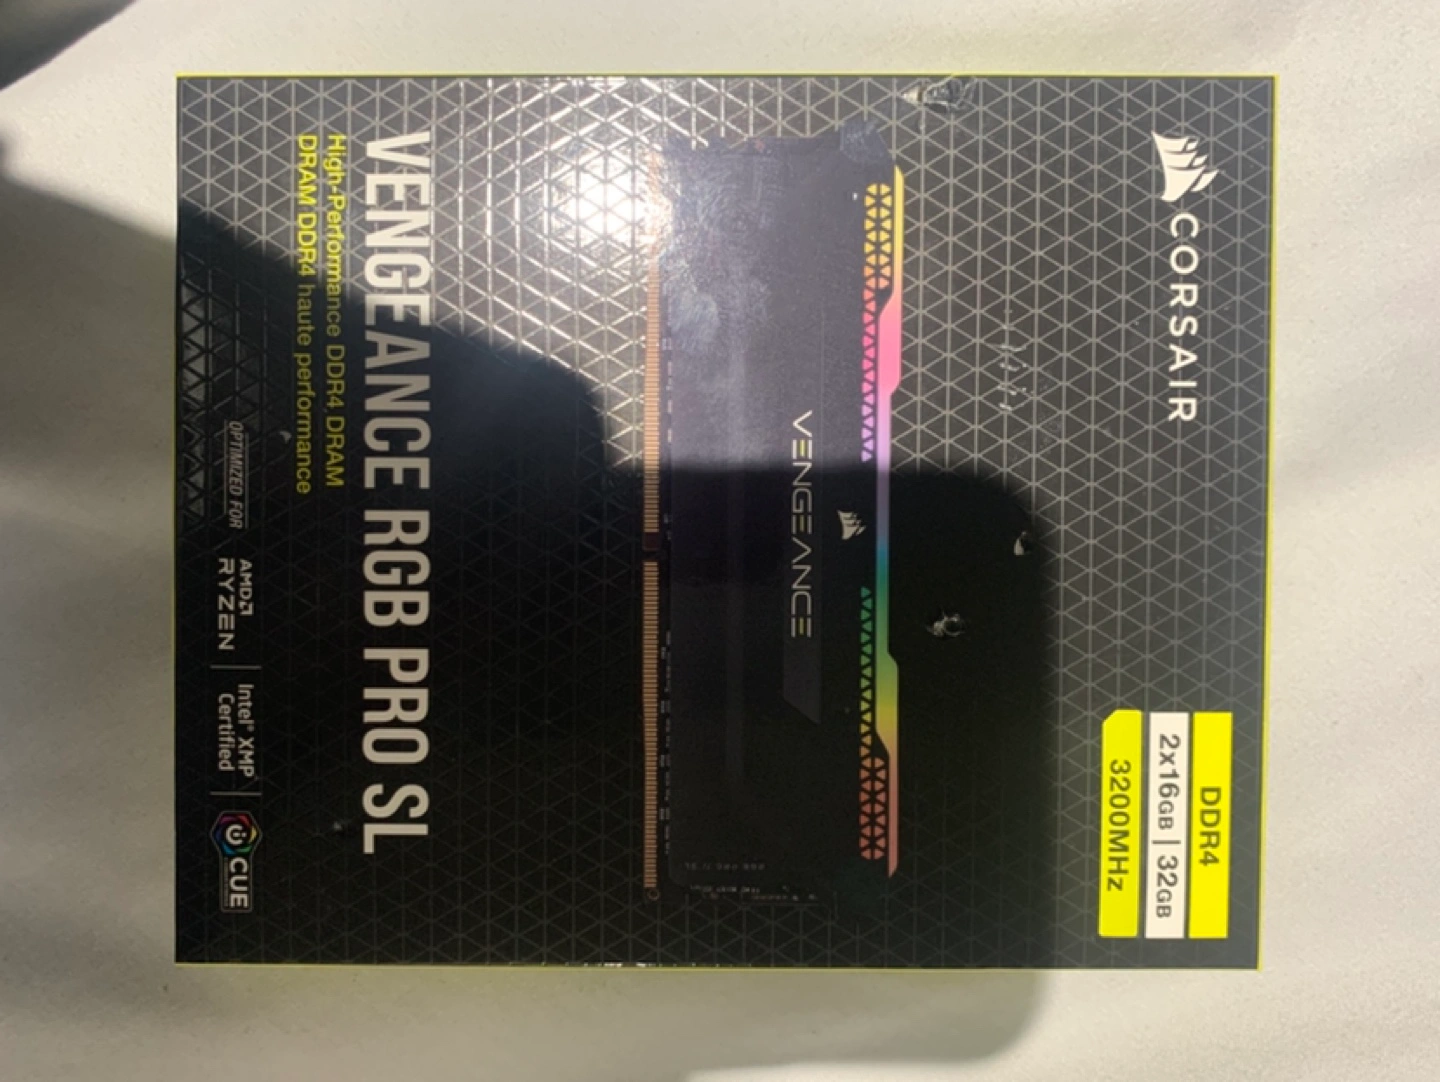 CORSAIR
DDR4
2x16GB | 32GB
3200MHz
VENGEANCE
VENGEANCE RGB PRO SL
High-Performance DDR4 DRAM
DRAM DDR4 haute performance
OPTIMIZED FOR
AMD
RYZEN
Intel® XMP
Certified
iCUE